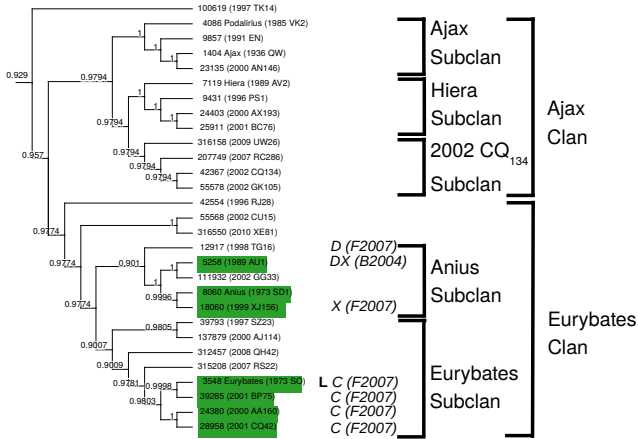 100619 (1997 TK14)
4086 Podalirius (1985 VK2)
9857 (1991 EN)
1404 Ajax (1936 QW)
23135 (2000 AN146)
7119 Hiera (1989 AV2)
9431 (1996 PS1)
24403 (2000 AX193)
25911 (2001 BC76)
316158 (2009 UW26)
207749 (2007 RC286)
42367 (2002 CQ134)
55578 (2002 GK105)
42554 (1996 RJ28)
55568 (2002 CU15)
316550 (2010 XE81)
12917 (1998 TG16) D (F2007)
5258 (1989 AU1) DX (B2004)
111932 (2002 GG33)
8060 Anius (1973 SD1)
18060 (1999 XJ156) X (F2007)
39793 (1997 SZ23)
137879 (2000 AJ114)
312457 (2008 QH42)
315208 (2007 RS22)
3548 Eurybates (1973 SO) L C (F2007)
39285 (2001 BP75) C (F2007)
24380 (2000 AA160) C (F2007)
28958 (2001 CQ42) C (F2007)
0.929
0.957
0.9794
1
1
1
1
0.9794
1
1
0.9794
0.9794
0.9794
0.9774
0.9774
1
0.9774
0.901
1
1
0.9996
0.9007
0.9805
0.9009
0.9781
0.9998
0.9803
1
Ajax
Subclan
Hiera
Subclan
2002 CQ134
Subclan
Ajax
Clan
Anius
Subclan
Eurybates
Subclan
Eurybates
Clan